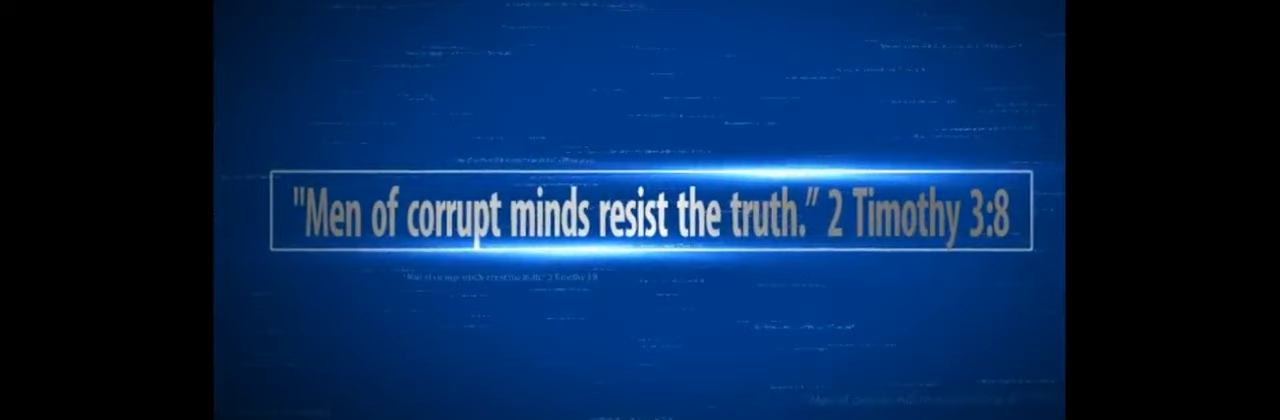 "Men of corrupt minds resist the truth.” 2 Timothy 3:8